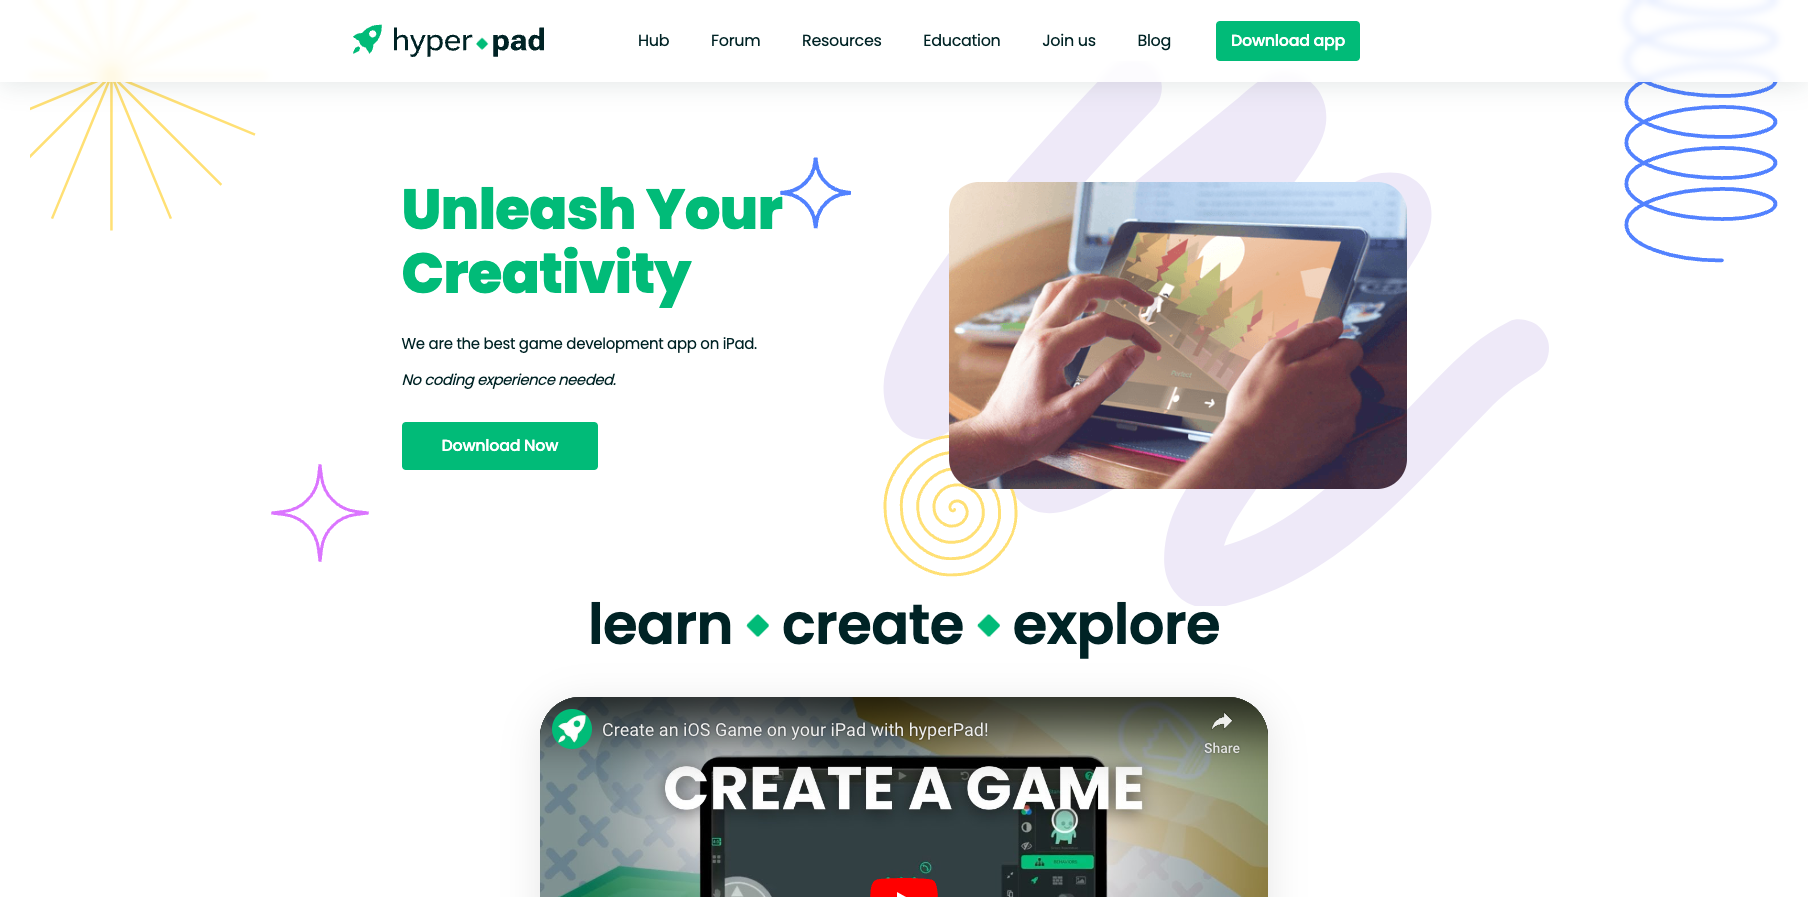 hyper pad
Hub
Forum
Resources
Education
Join us
Blog
Download app
Unleash Your
Creativity
We are the best game development app on iPad.
No coding experience needed.
Download Now
learn ◆ create ◆ explore
Create an iOS Game on your iPad with hyperPad!
Share
CREATE A GAME